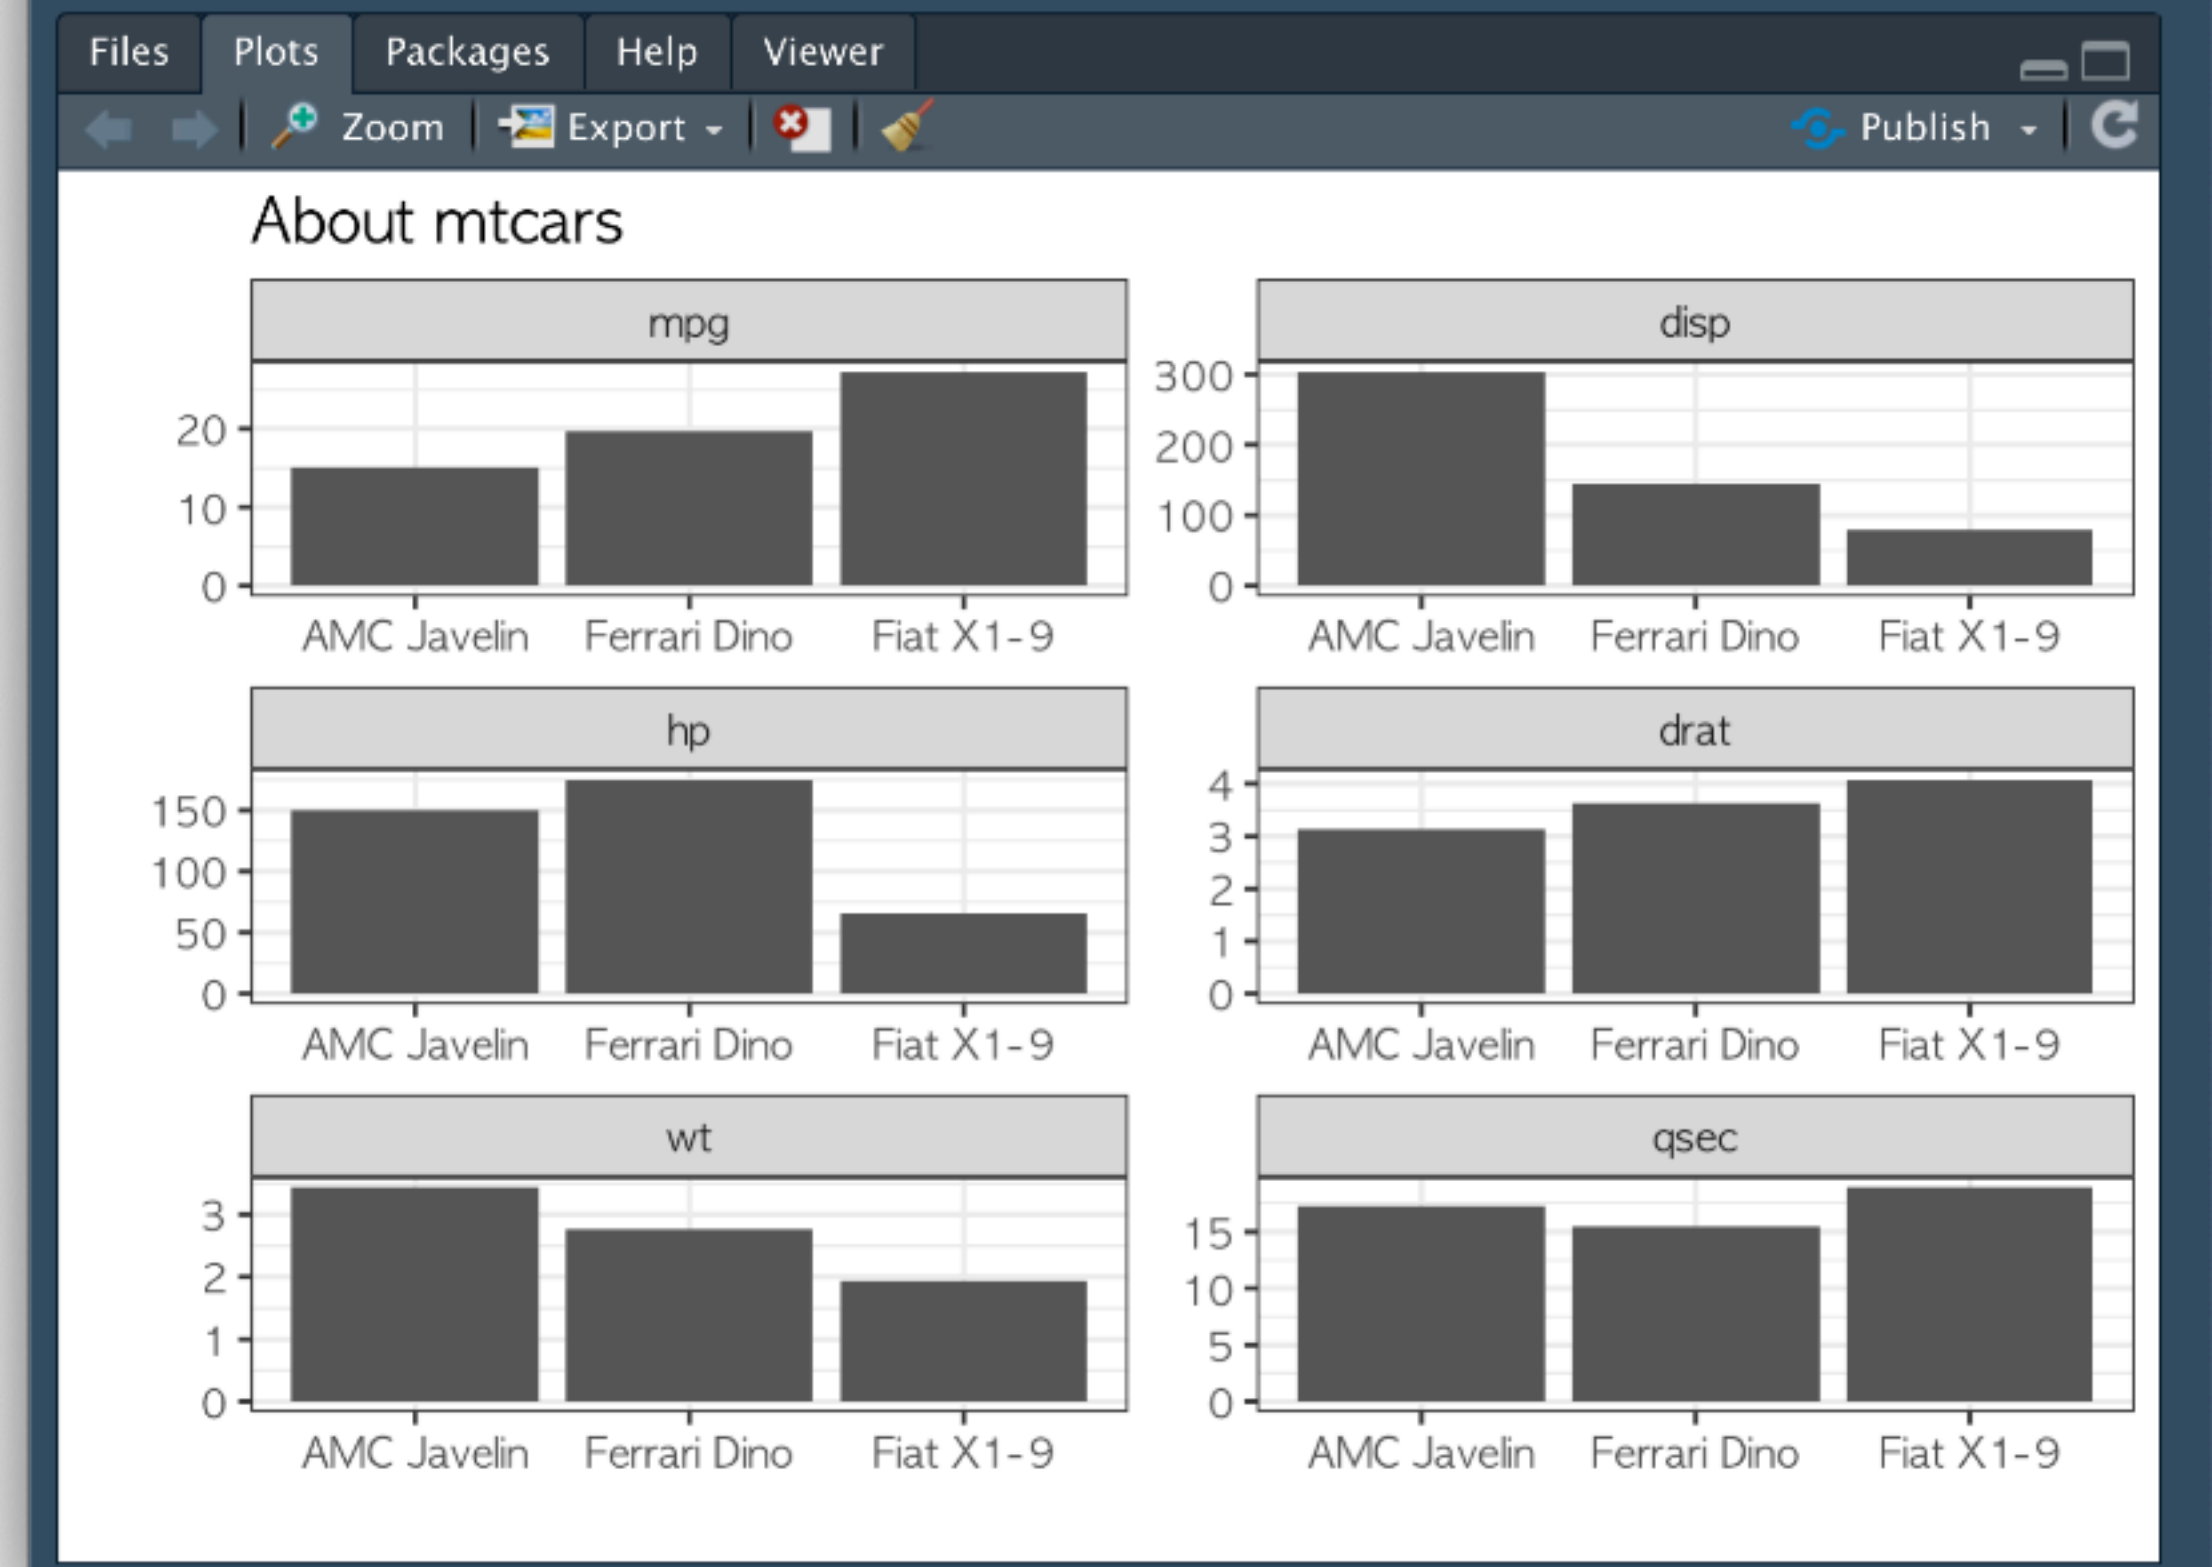 Files Plots Packages Help Viewer
Zoom Export Publish
About mtcars
mpg
20
10
0
AMC Javelin Ferrari Dino Fiat X1-9
disp
300
200
100
0
AMC Javelin Ferrari Dino Fiat X1-9
hp
150
100
50
0
AMC Javelin Ferrari Dino Fiat X1-9
drat
4
3
2
1
0
AMC Javelin Ferrari Dino Fiat X1-9
wt
3
2
1
0
AMC Javelin Ferrari Dino Fiat X1-9
qsec
15
10
5
0
AMC Javelin Ferrari Dino Fiat X1-9